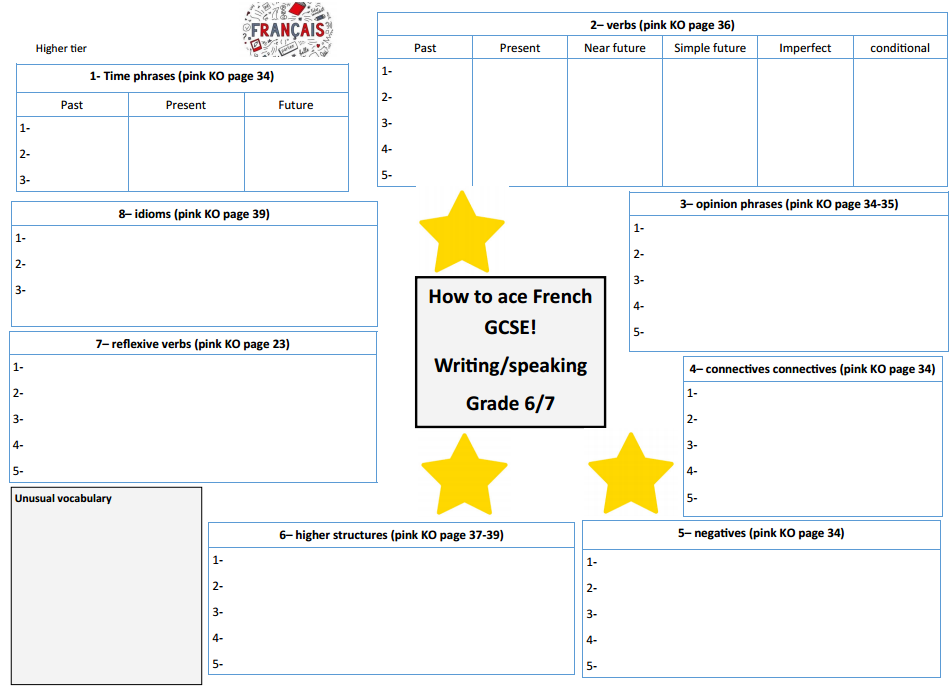 FRANÇAIS
Higher tier
1- Time phrases (pink KO page 34)
Past Present Future
1-
2-
3-
2– verbs (pink KO page 36)
Past Present Near future Simple future Imperfect conditional
1-
2-
3-
4-
5-
8– idioms (pink KO page 39)
1-
2-
3-
3– opinion phrases (pink KO page 34-35)
1-
2-
3-
4-
5-
How to ace French
GCSE!
Writing/speaking
Grade 6/7
7– reflexive verbs (pink KO page 23)
1-
2-
3-
4-
5-
4– connectives connectives (pink KO page 34)
1-
2-
3-
4-
5-
Unusual vocabulary
6– higher structures (pink KO page 37-39)
1-
2-
3-
4-
5-
5– negatives (pink KO page 34)
1-
2-
3-
4-
5-